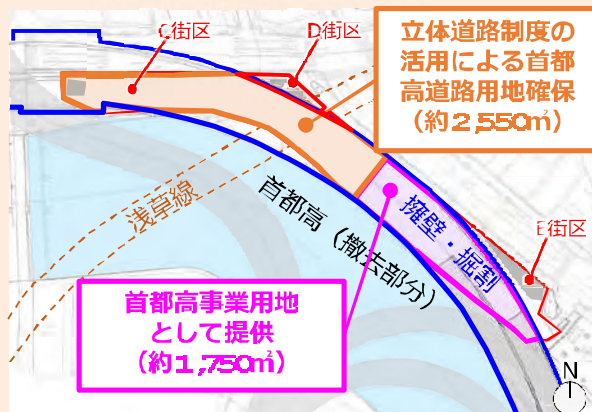 C街区
D街区
立体道路制度の
活用による首都
高道路用地確保
（約2,550㎡）
浅草線
首都高（撤去部分）
擁壁・掘割
E街区
首都高事業用地
として提供
（約1,750㎡）
N